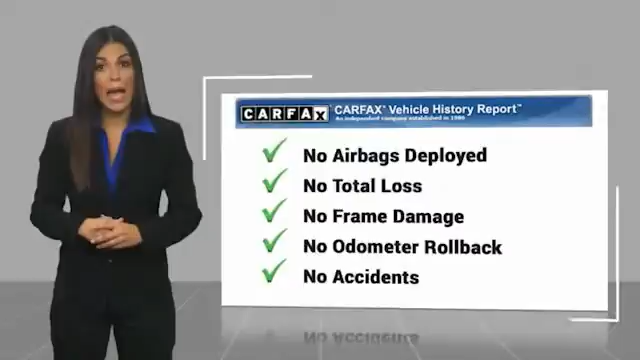 CARFAX CARFAX Vehicle History Report™
An independent company established in 1986
No Airbags Deployed
No Total Loss
No Frame Damage
No Odometer Rollback
No Accidents